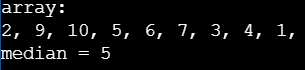 array:
2, 9, 10, 5, 6, 7, 3, 4, 1,
median = 5